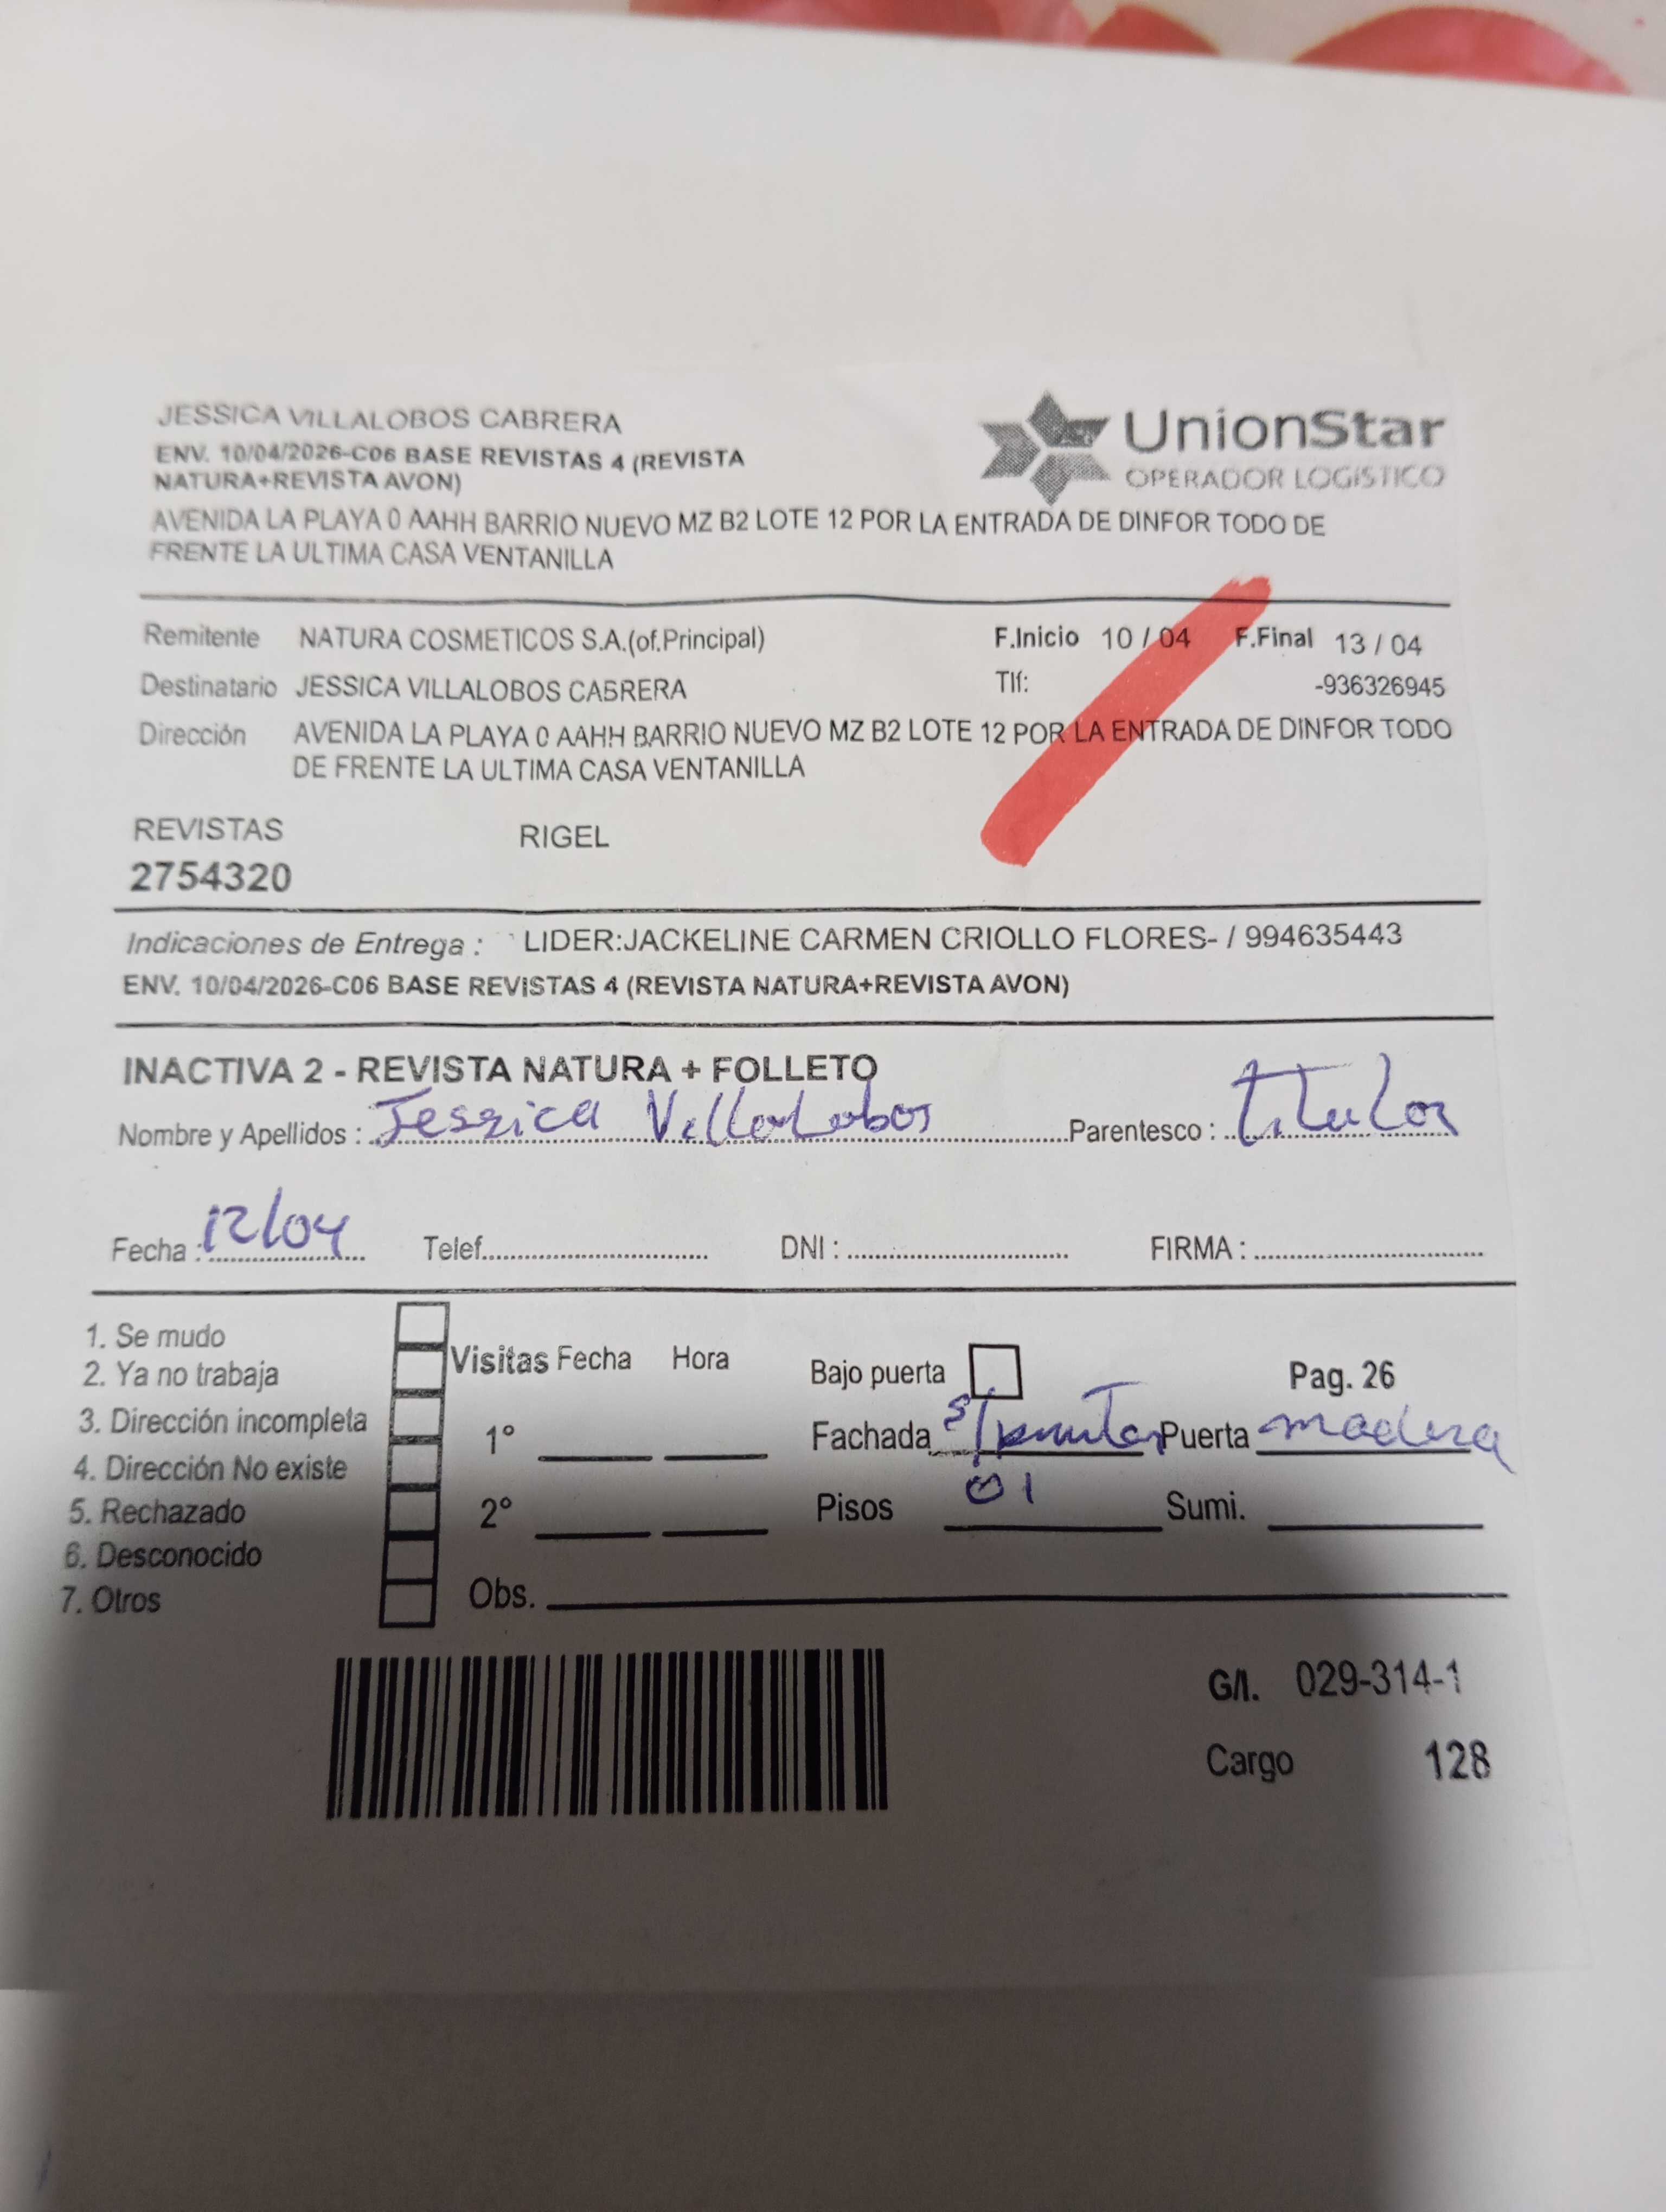 JESSICA VILLALOBOS CABRERA
ENV. 10/04/2026-C06 BASE REVISTAS 4 (REVISTA
NATURA+REVISTA AVON)
UnionStar
OPERADOR LOGÍSTICO
AVENIDA LA PLAYA 0 AAHH BARRIO NUEVO MZ B2 LOTE 12 POR LA ENTRADA DE DINFOR TODO DE
FRENTE LA ULTIMA CASA VENTANILLA
Remitente NATURA COSMETICOS S.A.(of.Principal) F.Inicio 10 / 04 F.Final 13 / 04
Destinatario JESSICA VILLALOBOS CABRERA Tlf: -936326945
Dirección AVENIDA LA PLAYA 0 AAHH BARRIO NUEVO MZ B2 LOTE 12 POR LA ENTRADA DE DINFOR TODO
DE FRENTE LA ULTIMA CASA VENTANILLA
REVISTAS RIGEL
2754320
Indicaciones de Entrega : LIDER:JACKELINE CARMEN CRIOLLO FLORES- / 994635443
ENV. 10/04/2026-C06 BASE REVISTAS 4 (REVISTA NATURA+REVISTA AVON)
INACTIVA 2 - REVISTA NATURA + FOLLETO
Nombre y Apellidos : Jessica Villalobos Parentesco : titular
Fecha : 12/04 Telef. DNI : FIRMA :
1. Se mudo
2. Ya no trabaja
3. Dirección incompleta
4. Dirección No existe
5. Rechazado
6. Desconocido
7. Otros
Visitas Fecha Hora
1°
2°
Obs.
Bajo puerta Pag. 26
Fachada S/pintar Puerta madera
Pisos 01 Sumi.
G/l. 029-314-1
Cargo 128